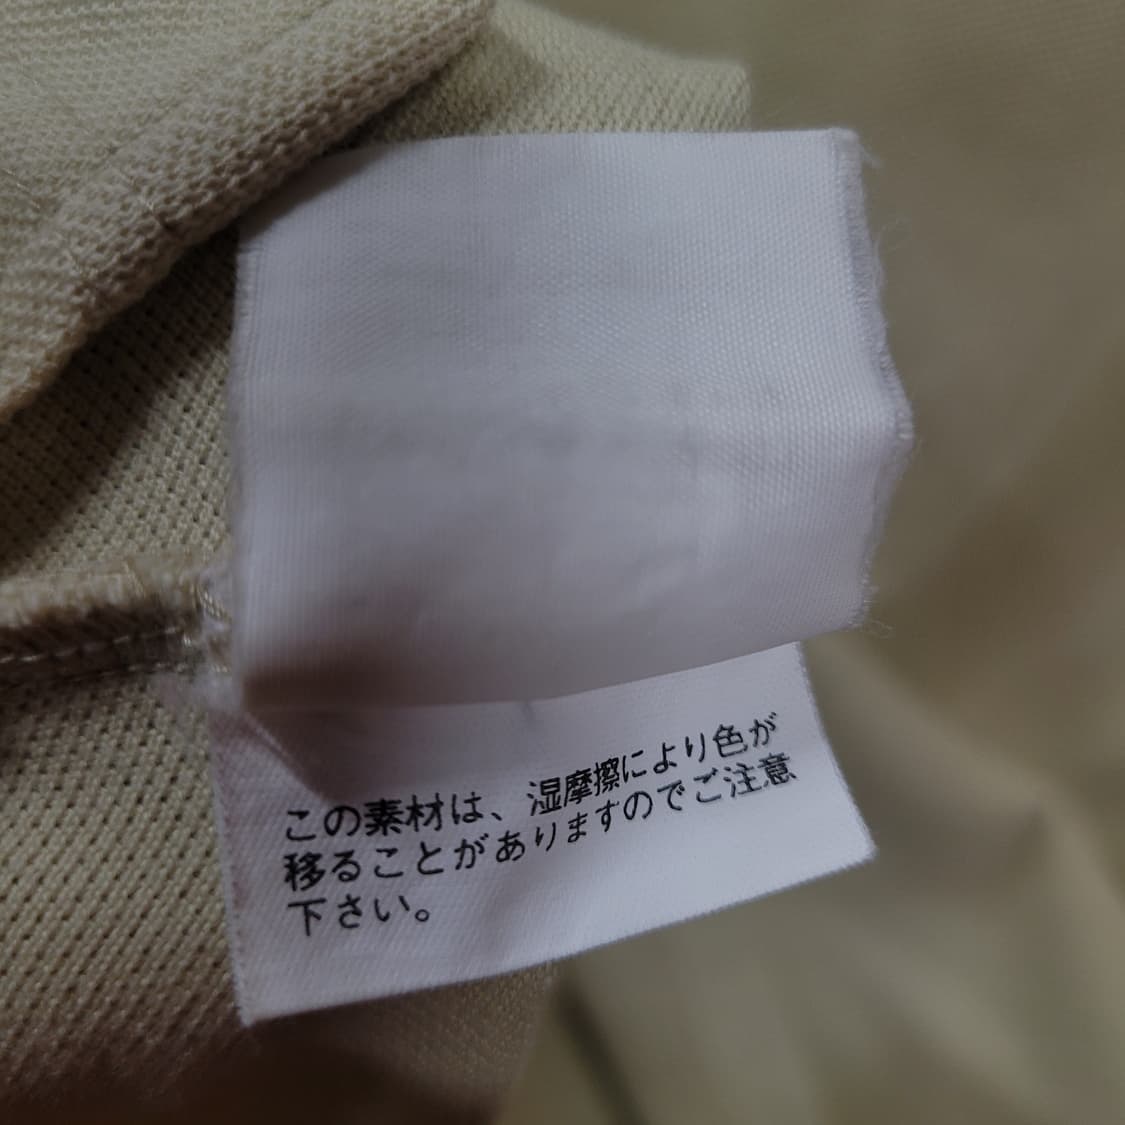 この素材は、湿摩擦により色が
移ることがありますのでご注意
下さい。